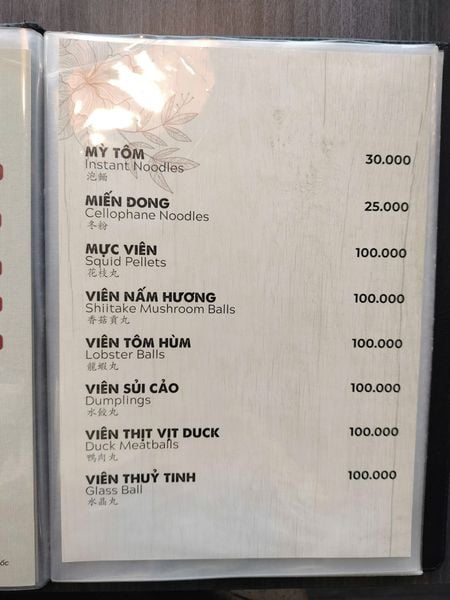 MỲ TÔM 30.000
Instant Noodles
泡麵
MIẾN DONG 25.000
Cellophane Noodles
冬粉
MỰC VIÊN 100.000
Squid Pellets
花枝丸
VIÊN NẤM HƯƠNG 100.000
Shiitake Mushroom Balls
香菇貢丸
VIÊN TÔM HÙM 100.000
Lobster Balls
龍蝦丸
VIÊN SỦI CẢO 100.000
Dumplings
水餃丸
VIÊN THỊT VỊT DUCK 100.000
Duck Meatballs
鴨肉丸
VIÊN THUỶ TINH 100.000
Glass Ball
水晶丸